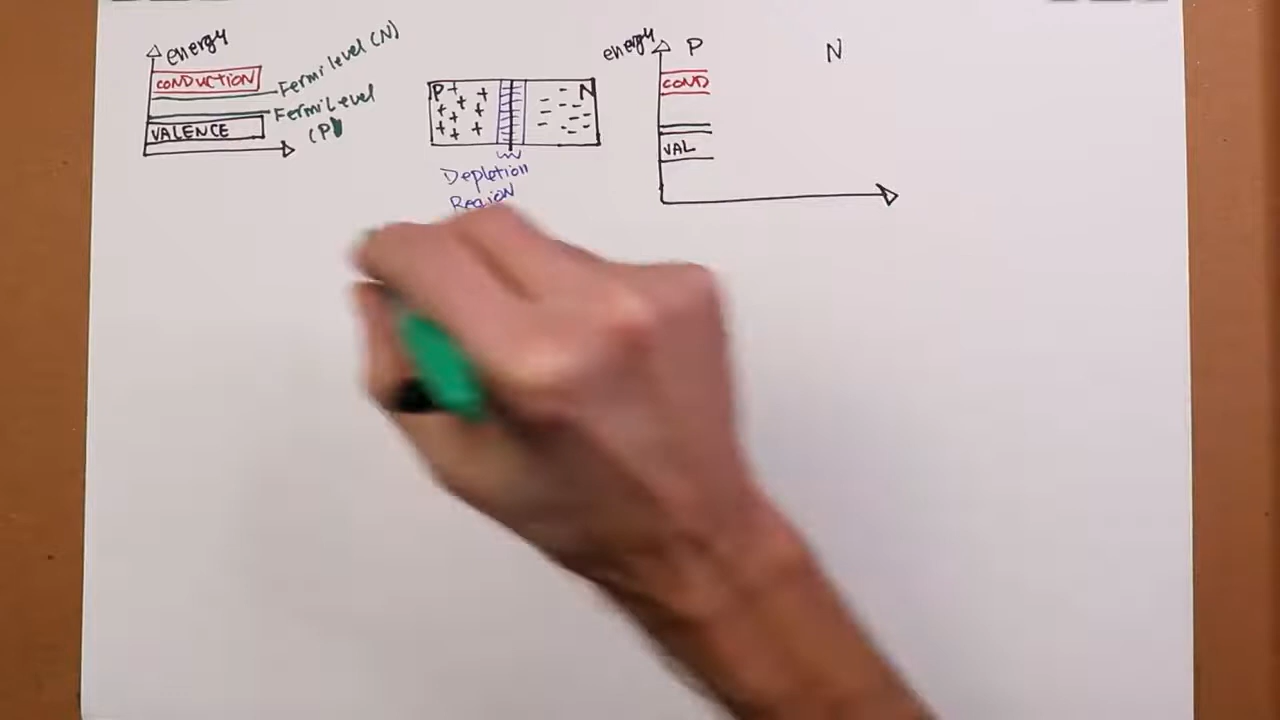 energy
CONDUCTION
VALENCE
Fermi level (N)
Fermi Level
(P)
P
N
Depletion
Region
energy
P
N
COND
VAL